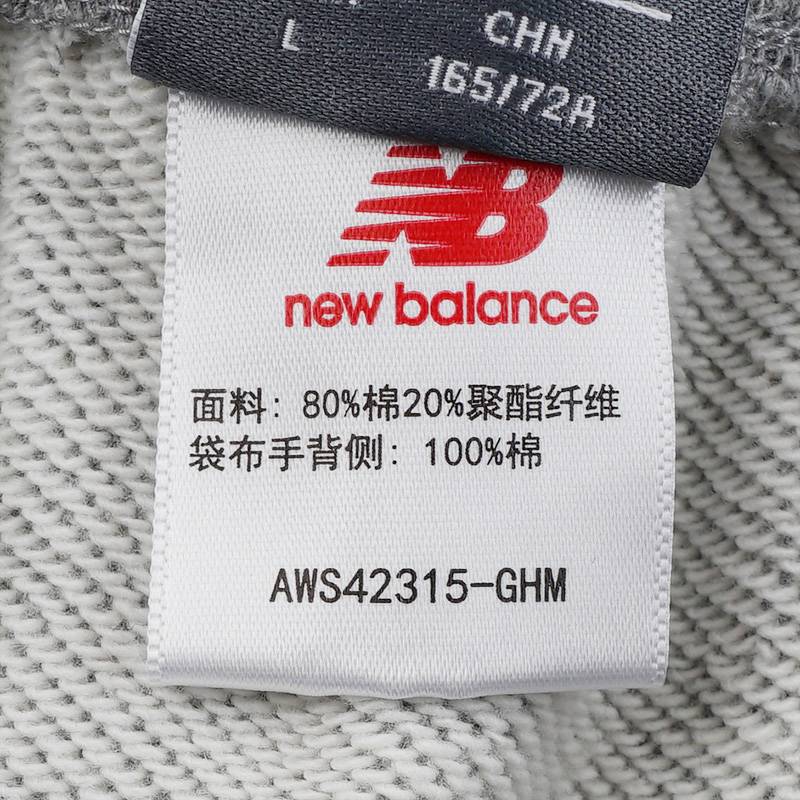 L
CHN
165/72A
NB
new balance
面料: 80%棉20%聚酯纤维
袋布手背侧: 100%棉
AWS42315-GHM